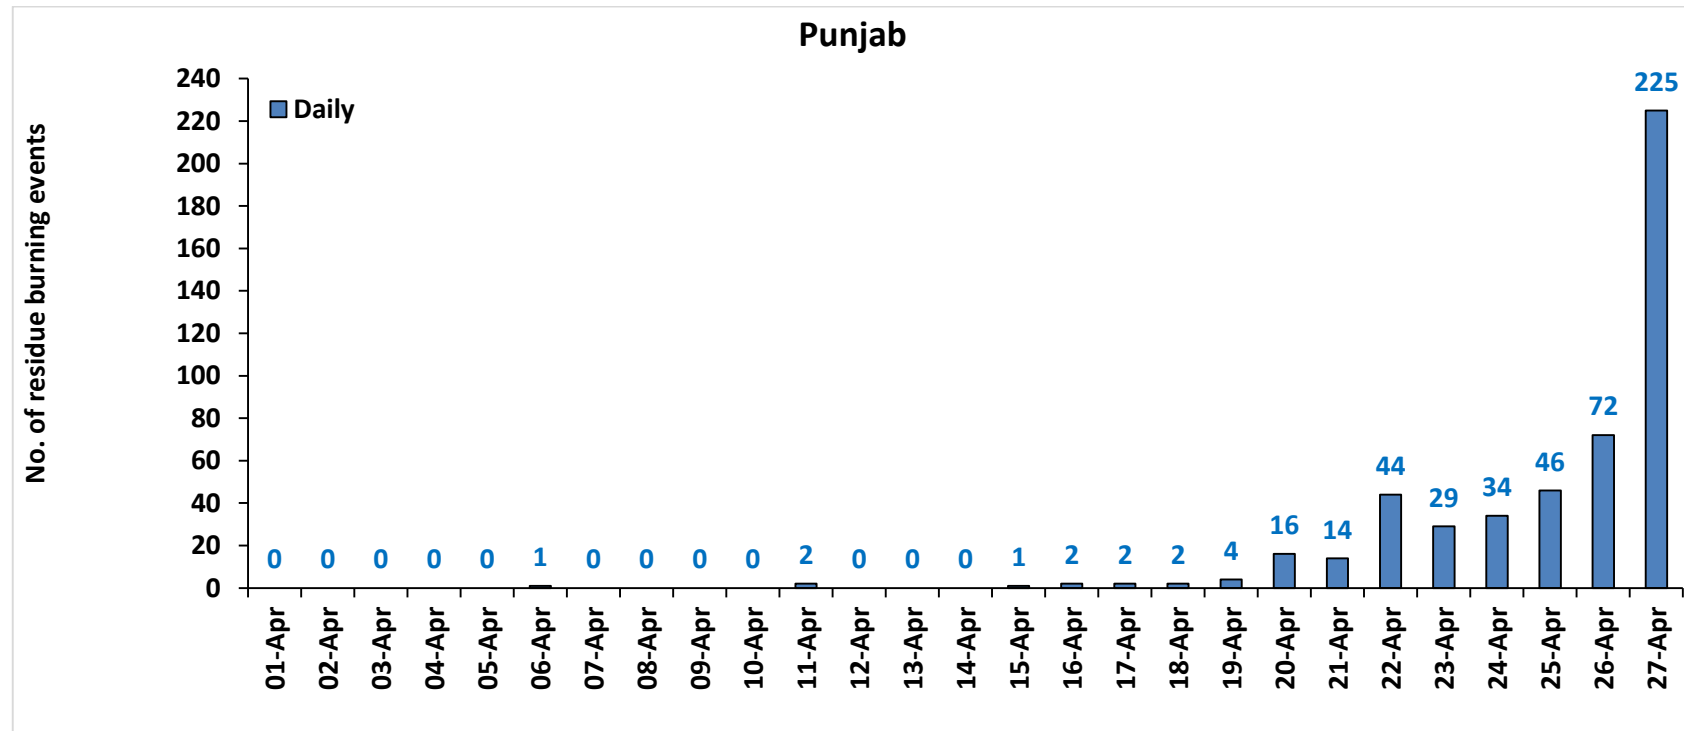 Punjab
No. of residue burning events
240
220
200
180
160
140
120
100
80
60
40
20
0
Daily
0 0 0 0 0 1 0 0 0 0 2 0 0 0 1 2 2 2 4 16 14 44 29 34 46 72 225
01-Apr
02-Apr
03-Apr
04-Apr
05-Apr
06-Apr
07-Apr
08-Apr
09-Apr
10-Apr
11-Apr
12-Apr
13-Apr
14-Apr
15-Apr
16-Apr
17-Apr
18-Apr
19-Apr
20-Apr
21-Apr
22-Apr
23-Apr
24-Apr
25-Apr
26-Apr
27-Apr